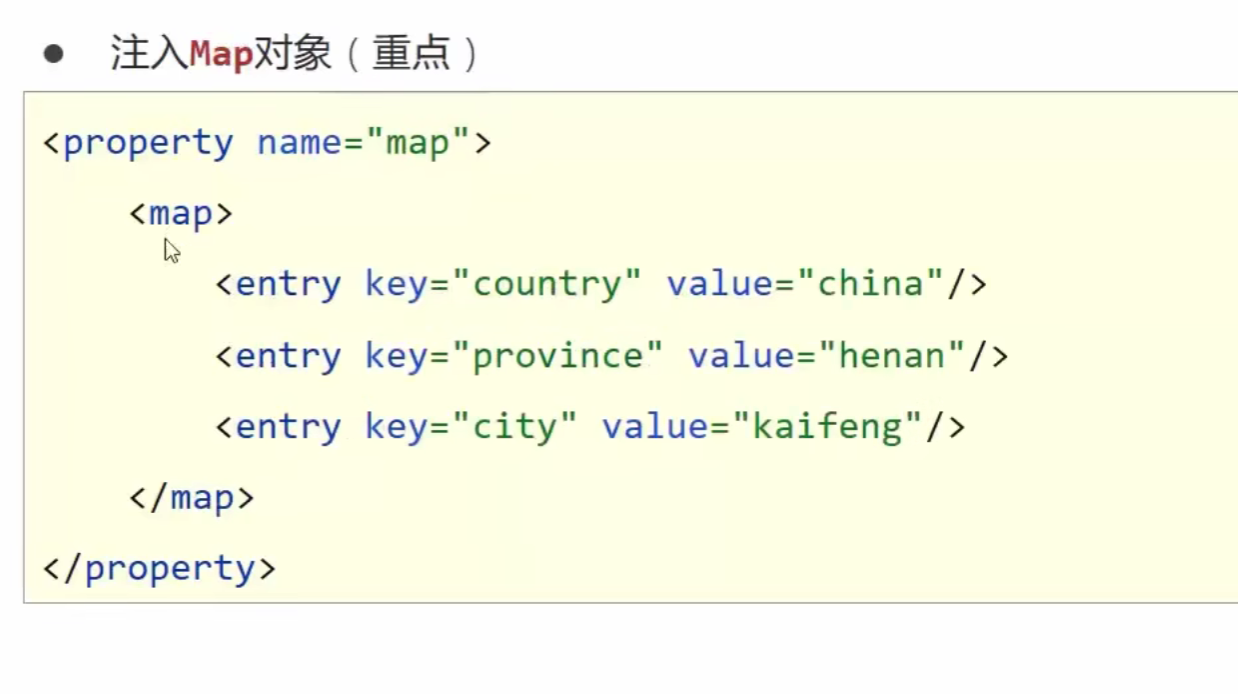 ● 注入Map对象（重点）
<property name="map">
<map>
<entry key="country" value="china"/>
<entry key="province" value="henan"/>
<entry key="city" value="kaifeng"/>
</map>
</property>